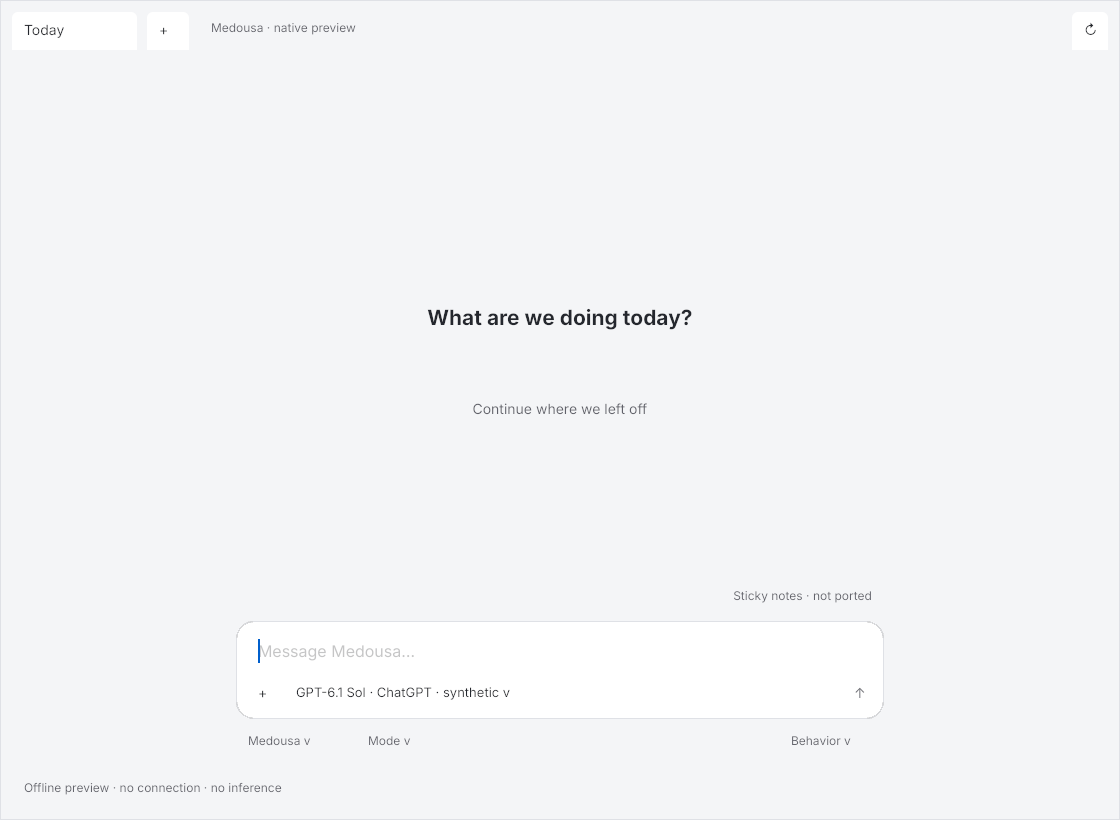 Today + Medousa · native preview ↻
What are we doing today?
Continue where we left off
Sticky notes · not ported
Message Medousa...
+ GPT-6.1 Sol · ChatGPT · synthetic v ↑
Medousa v Mode v Behavior v
Offline preview · no connection · no inference